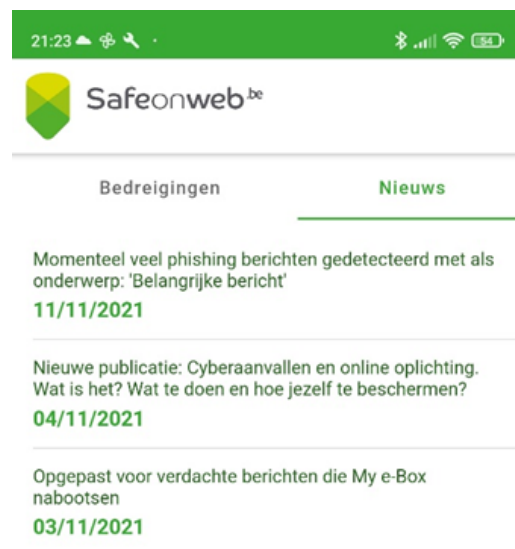 21:23
54
Safeonweb.be
Bedreigingen
Nieuws
Momenteel veel phishing berichten gedetecteerd met als
onderwerp: 'Belangrijke bericht'
11/11/2021
Nieuwe publicatie: Cyberaanvallen en online oplichting.
Wat is het? Wat te doen en hoe jezelf te beschermen?
04/11/2021
Opgepast voor verdachte berichten die My e-Box
nabootsen
03/11/2021